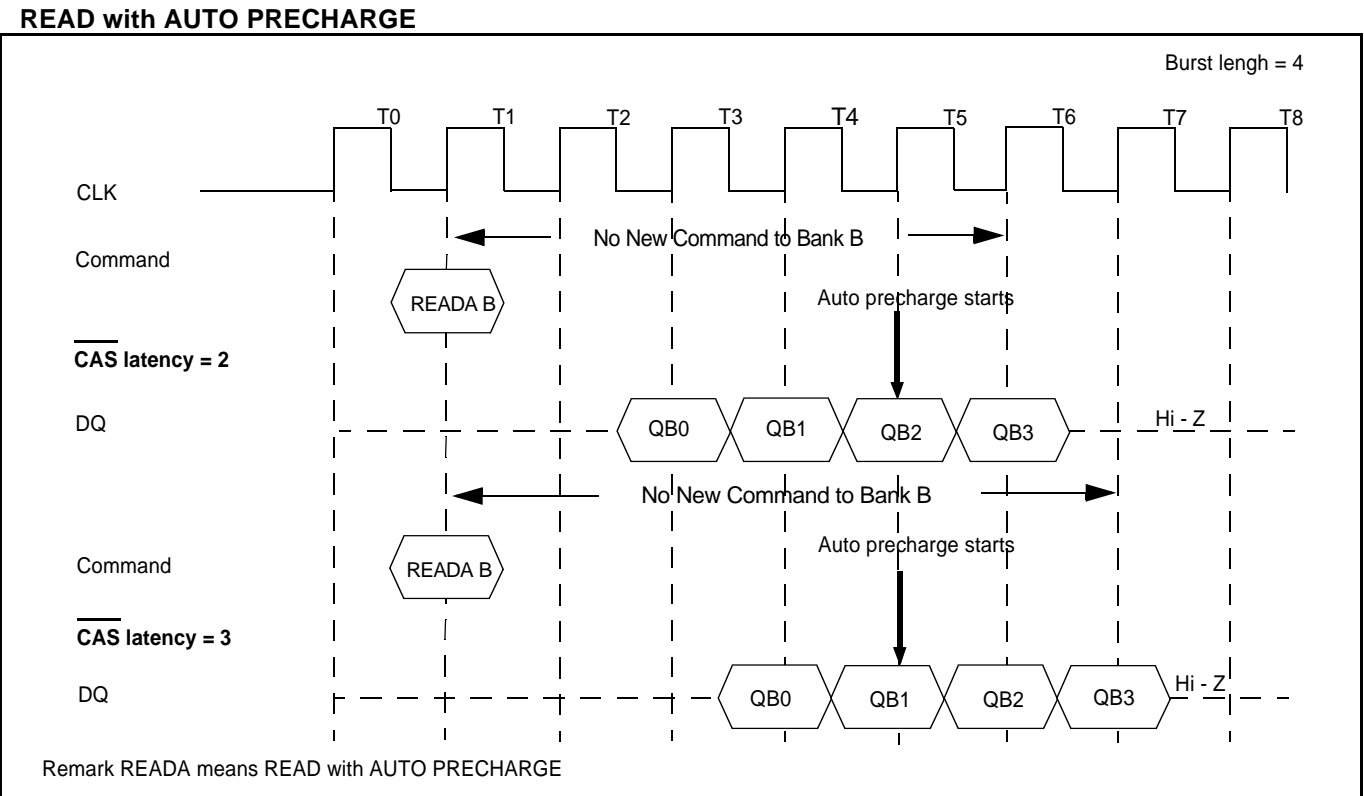 READ with AUTO PRECHARGE
Burst lengh = 4
T0 T1 T2 T3 T4 T5 T6 T7 T8
CLK
No New Command to Bank B
Command
READA B
Auto precharge starts
CAS latency = 2
DQ
QB0 QB1 QB2 QB3
Hi - Z
No New Command to Bank B
Auto precharge starts
Command
READA B
CAS latency = 3
DQ
QB0 QB1 QB2 QB3
Hi - Z
Remark READA means READ with AUTO PRECHARGE